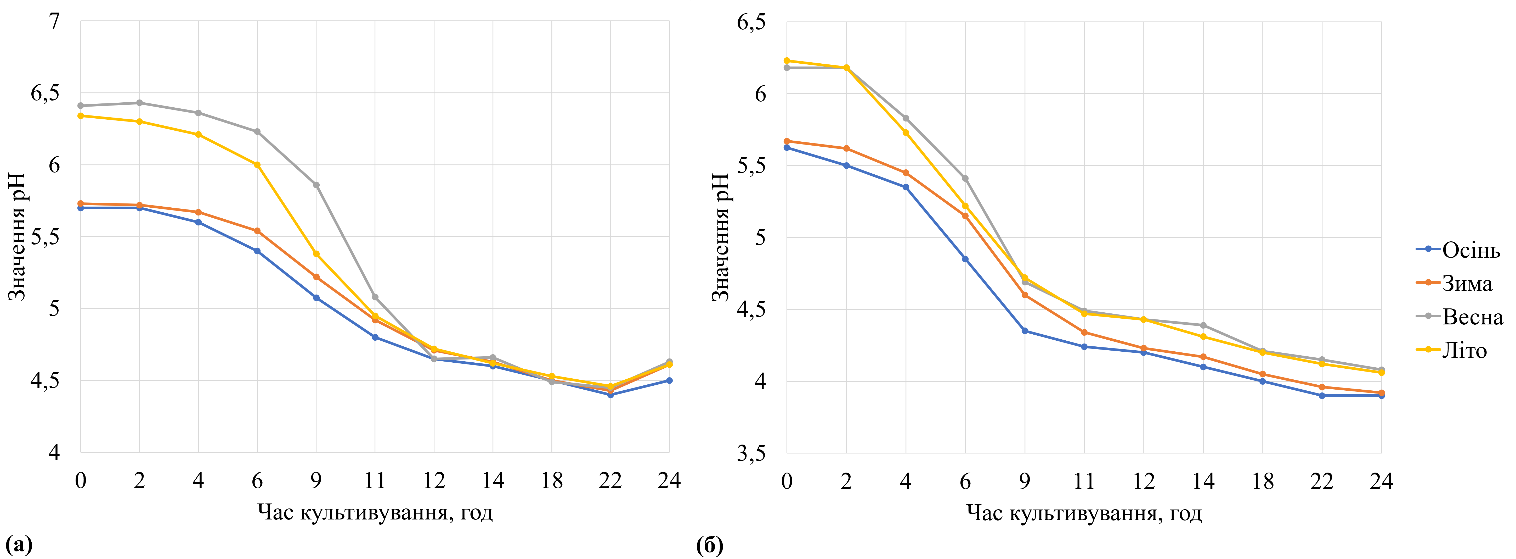 7
6,5
6
5,5
5
4,5
4
Значення pH
0 2 4 6 9 11 12 14 18 22 24
Час культивування, год
(а)
6,5
6
5,5
5
4,5
4
3,5
Значення pH
0 2 4 6 9 11 12 14 18 22 24
Час культивування, год
(б)
Осінь
Зима
Весна
Літо